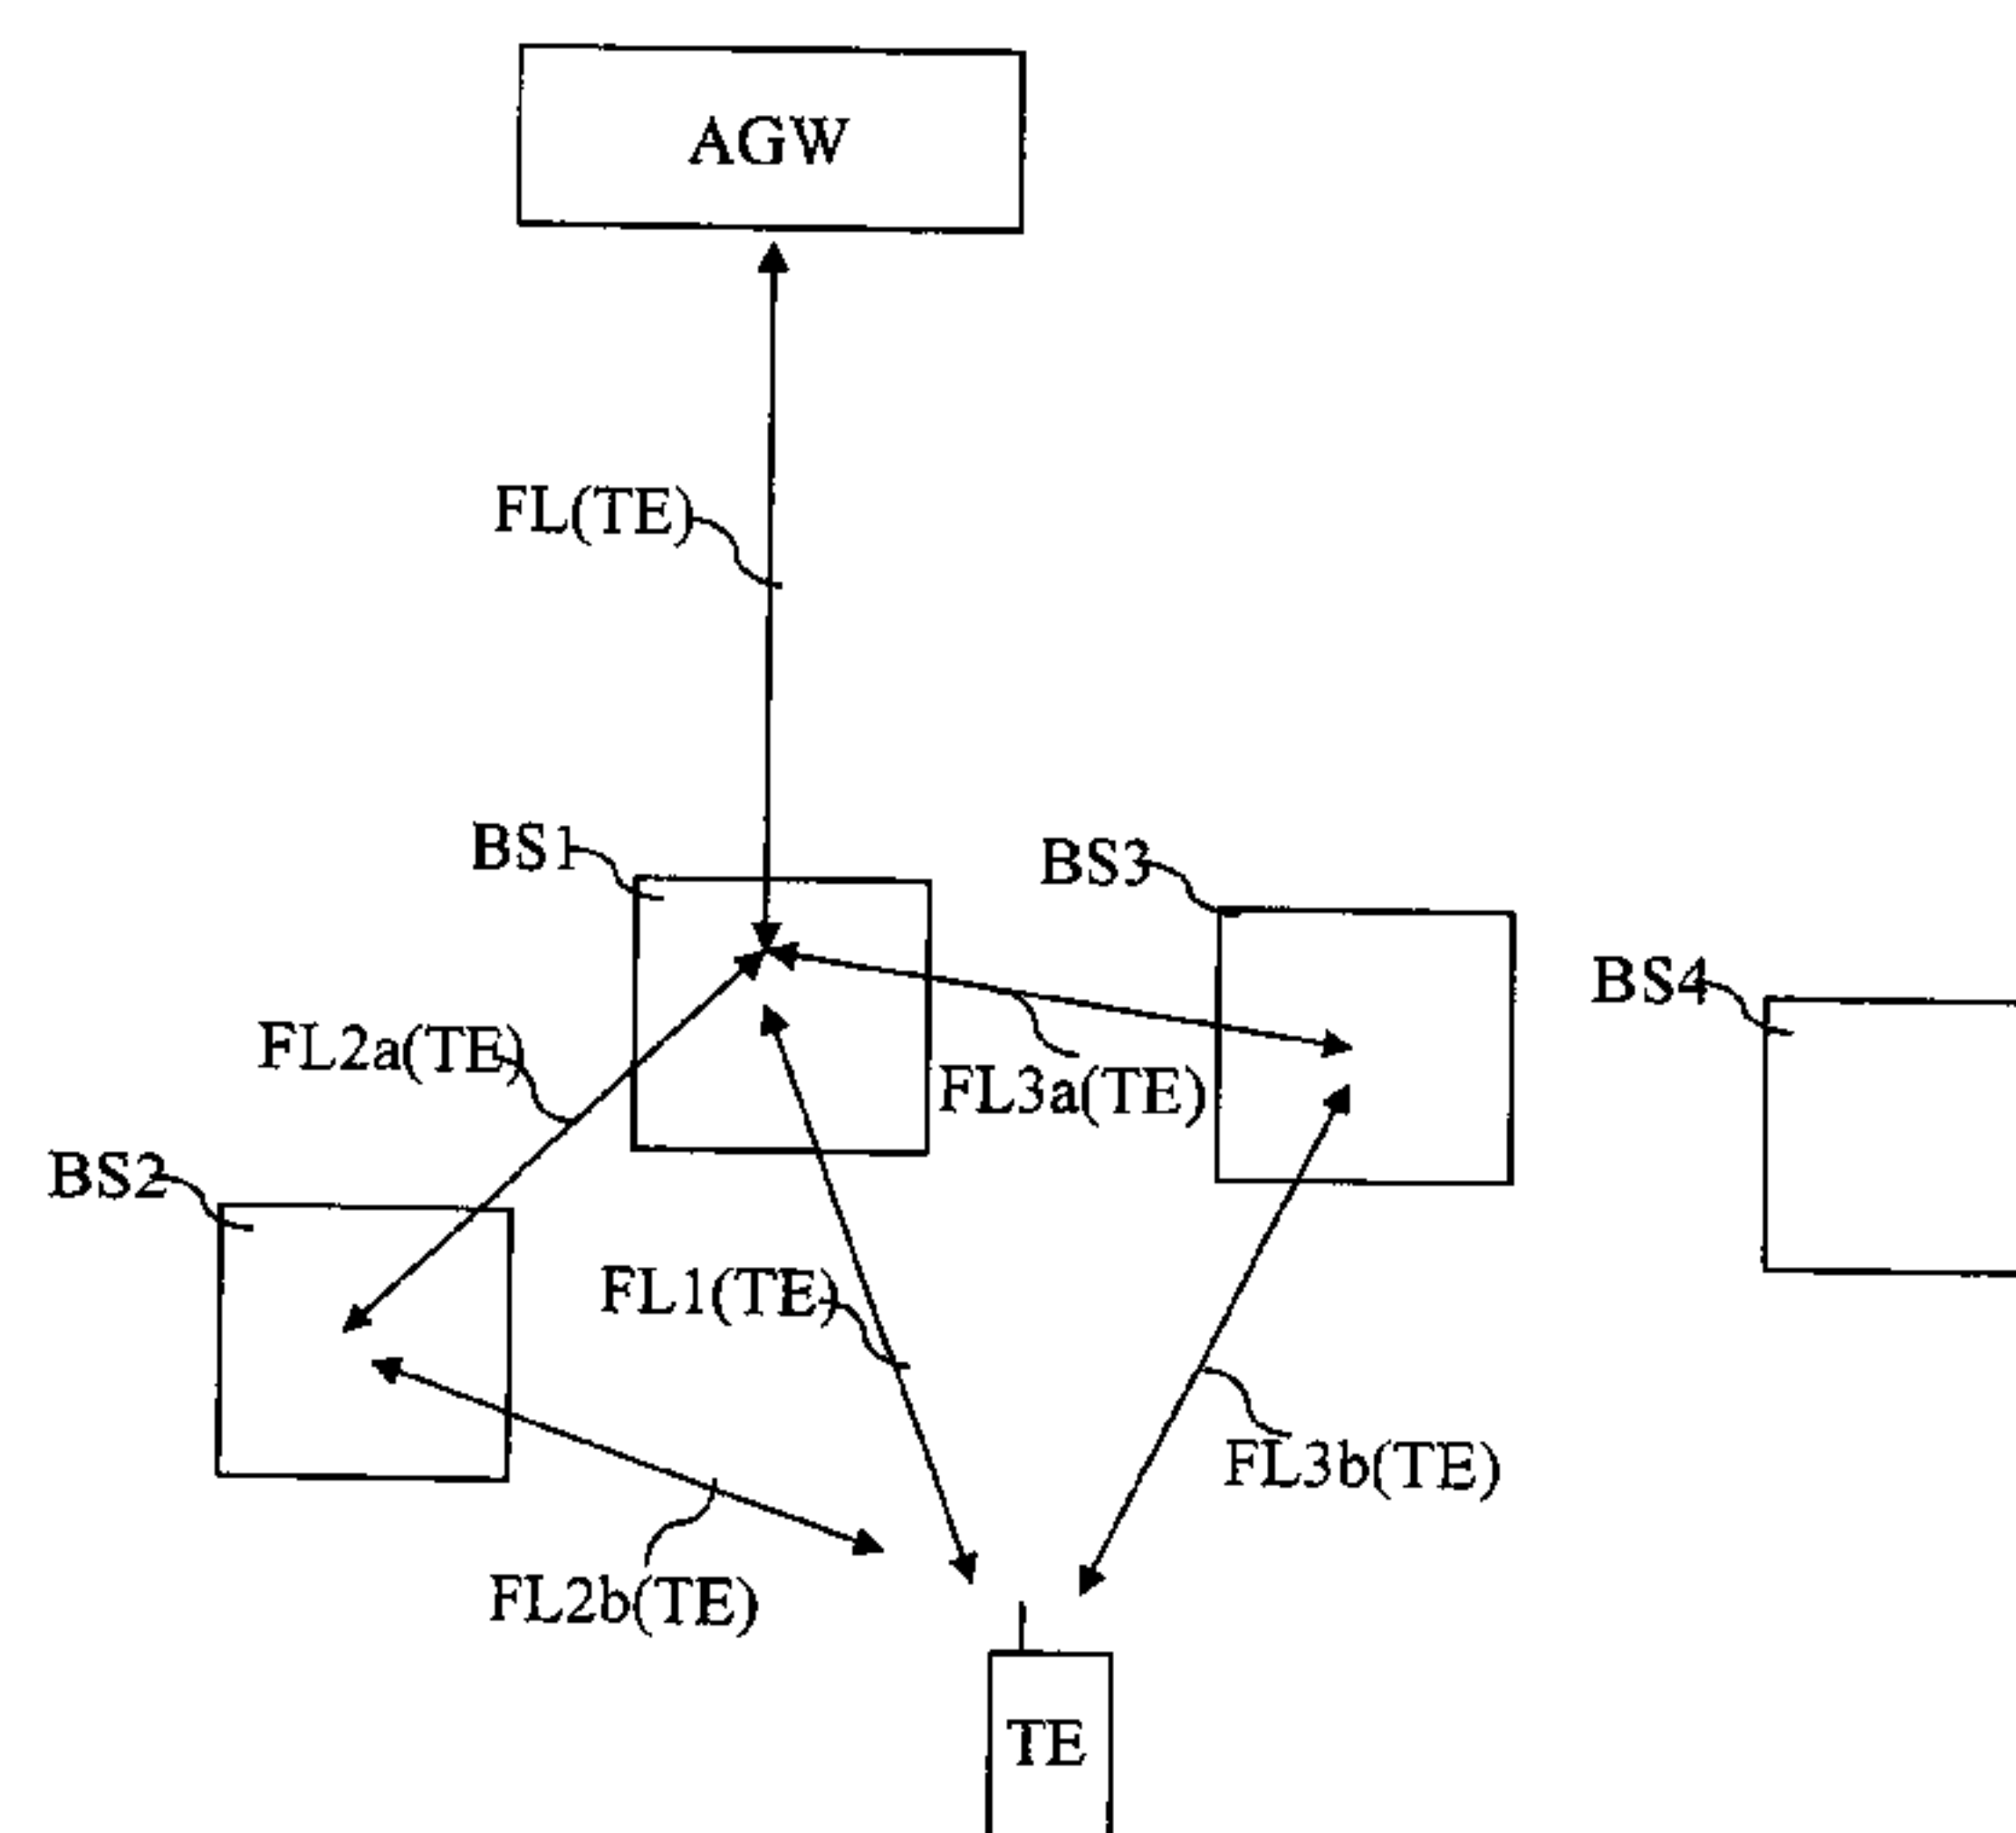 AGW
FL(TE)
BS1
BS3
BS4
FL2a(TE)
FL3a(TE)
BS2
FL1(TE)
FL3b(TE)
FL2b(TE)
TE